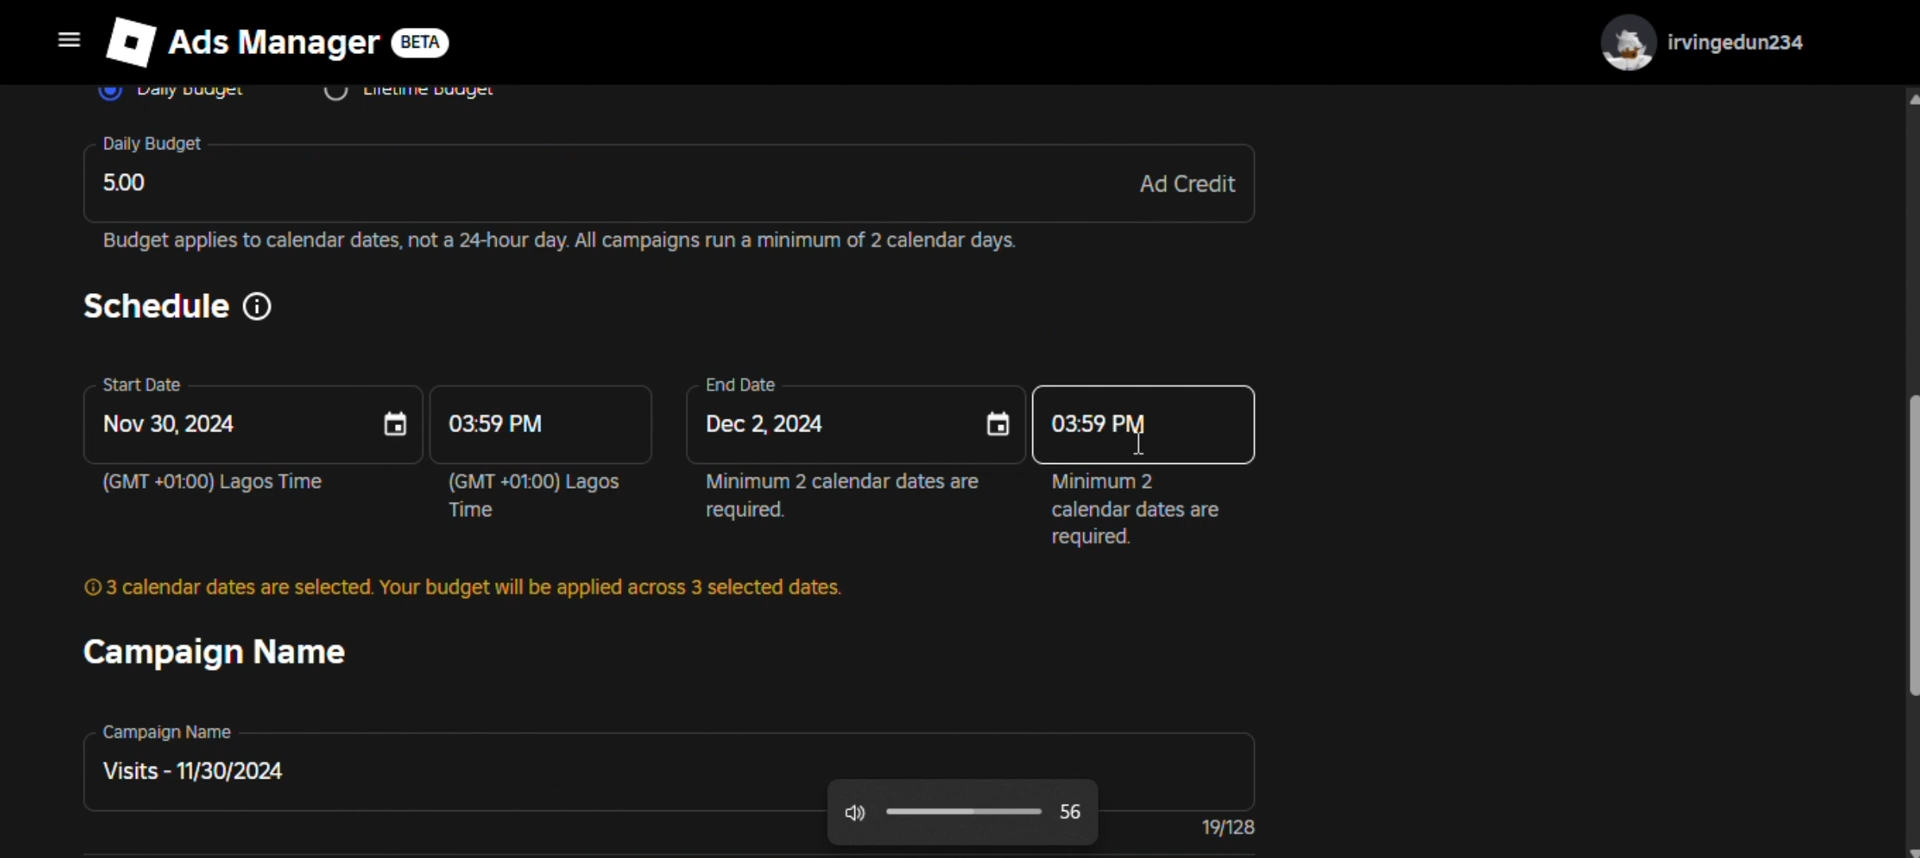 Ads Manager BETA
irvingedun234
Daily Budget Lifetime Budget
Daily Budget
5.00 Ad Credit
Budget applies to calendar dates, not a 24-hour day. All campaigns run a minimum of 2 calendar days.
Schedule
Start Date End Date
Nov 30, 2024 03:59 PM Dec 2, 2024 03:59 PM
(GMT +01:00) Lagos Time
(GMT +01:00) Lagos
Time
Minimum 2 calendar dates are
required.
Minimum 2
calendar dates are
required.
3 calendar dates are selected. Your budget will be applied across 3 selected dates.
Campaign Name
Campaign Name
Visits - 11/30/2024
56
19/128